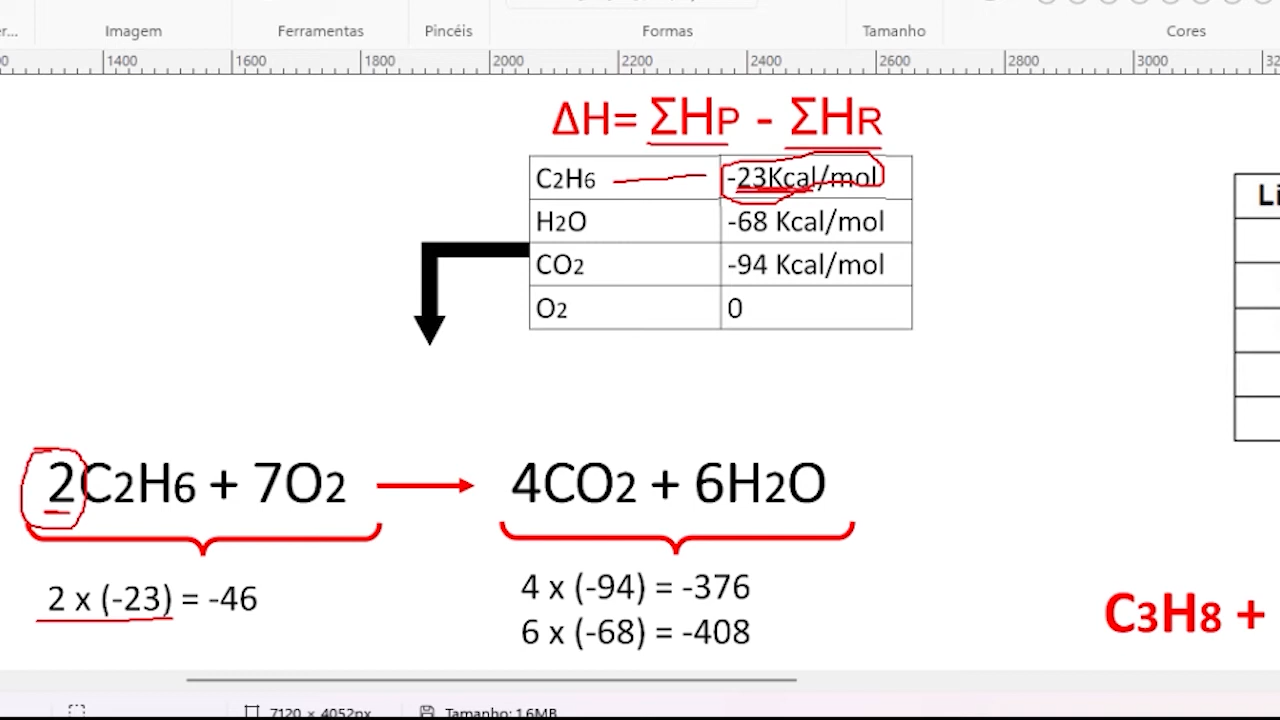 Imagem Ferramentas Pincéis Formas Tamanho Cores
1400 1600 1800 2000 2200 2400 2600 2800 3000
ΔH= ΣHP - ΣHR
C2H6 -23Kcal/mol
H2O -68 Kcal/mol
CO2 -94 Kcal/mol
O2 0
2C2H6 + 7O2 4CO2 + 6H2O
2 x (-23) = -46
4 x (-94) = -376
6 x (-68) = -408
C3H8 +
7120 × 4052px Tamanho: 1,6MB